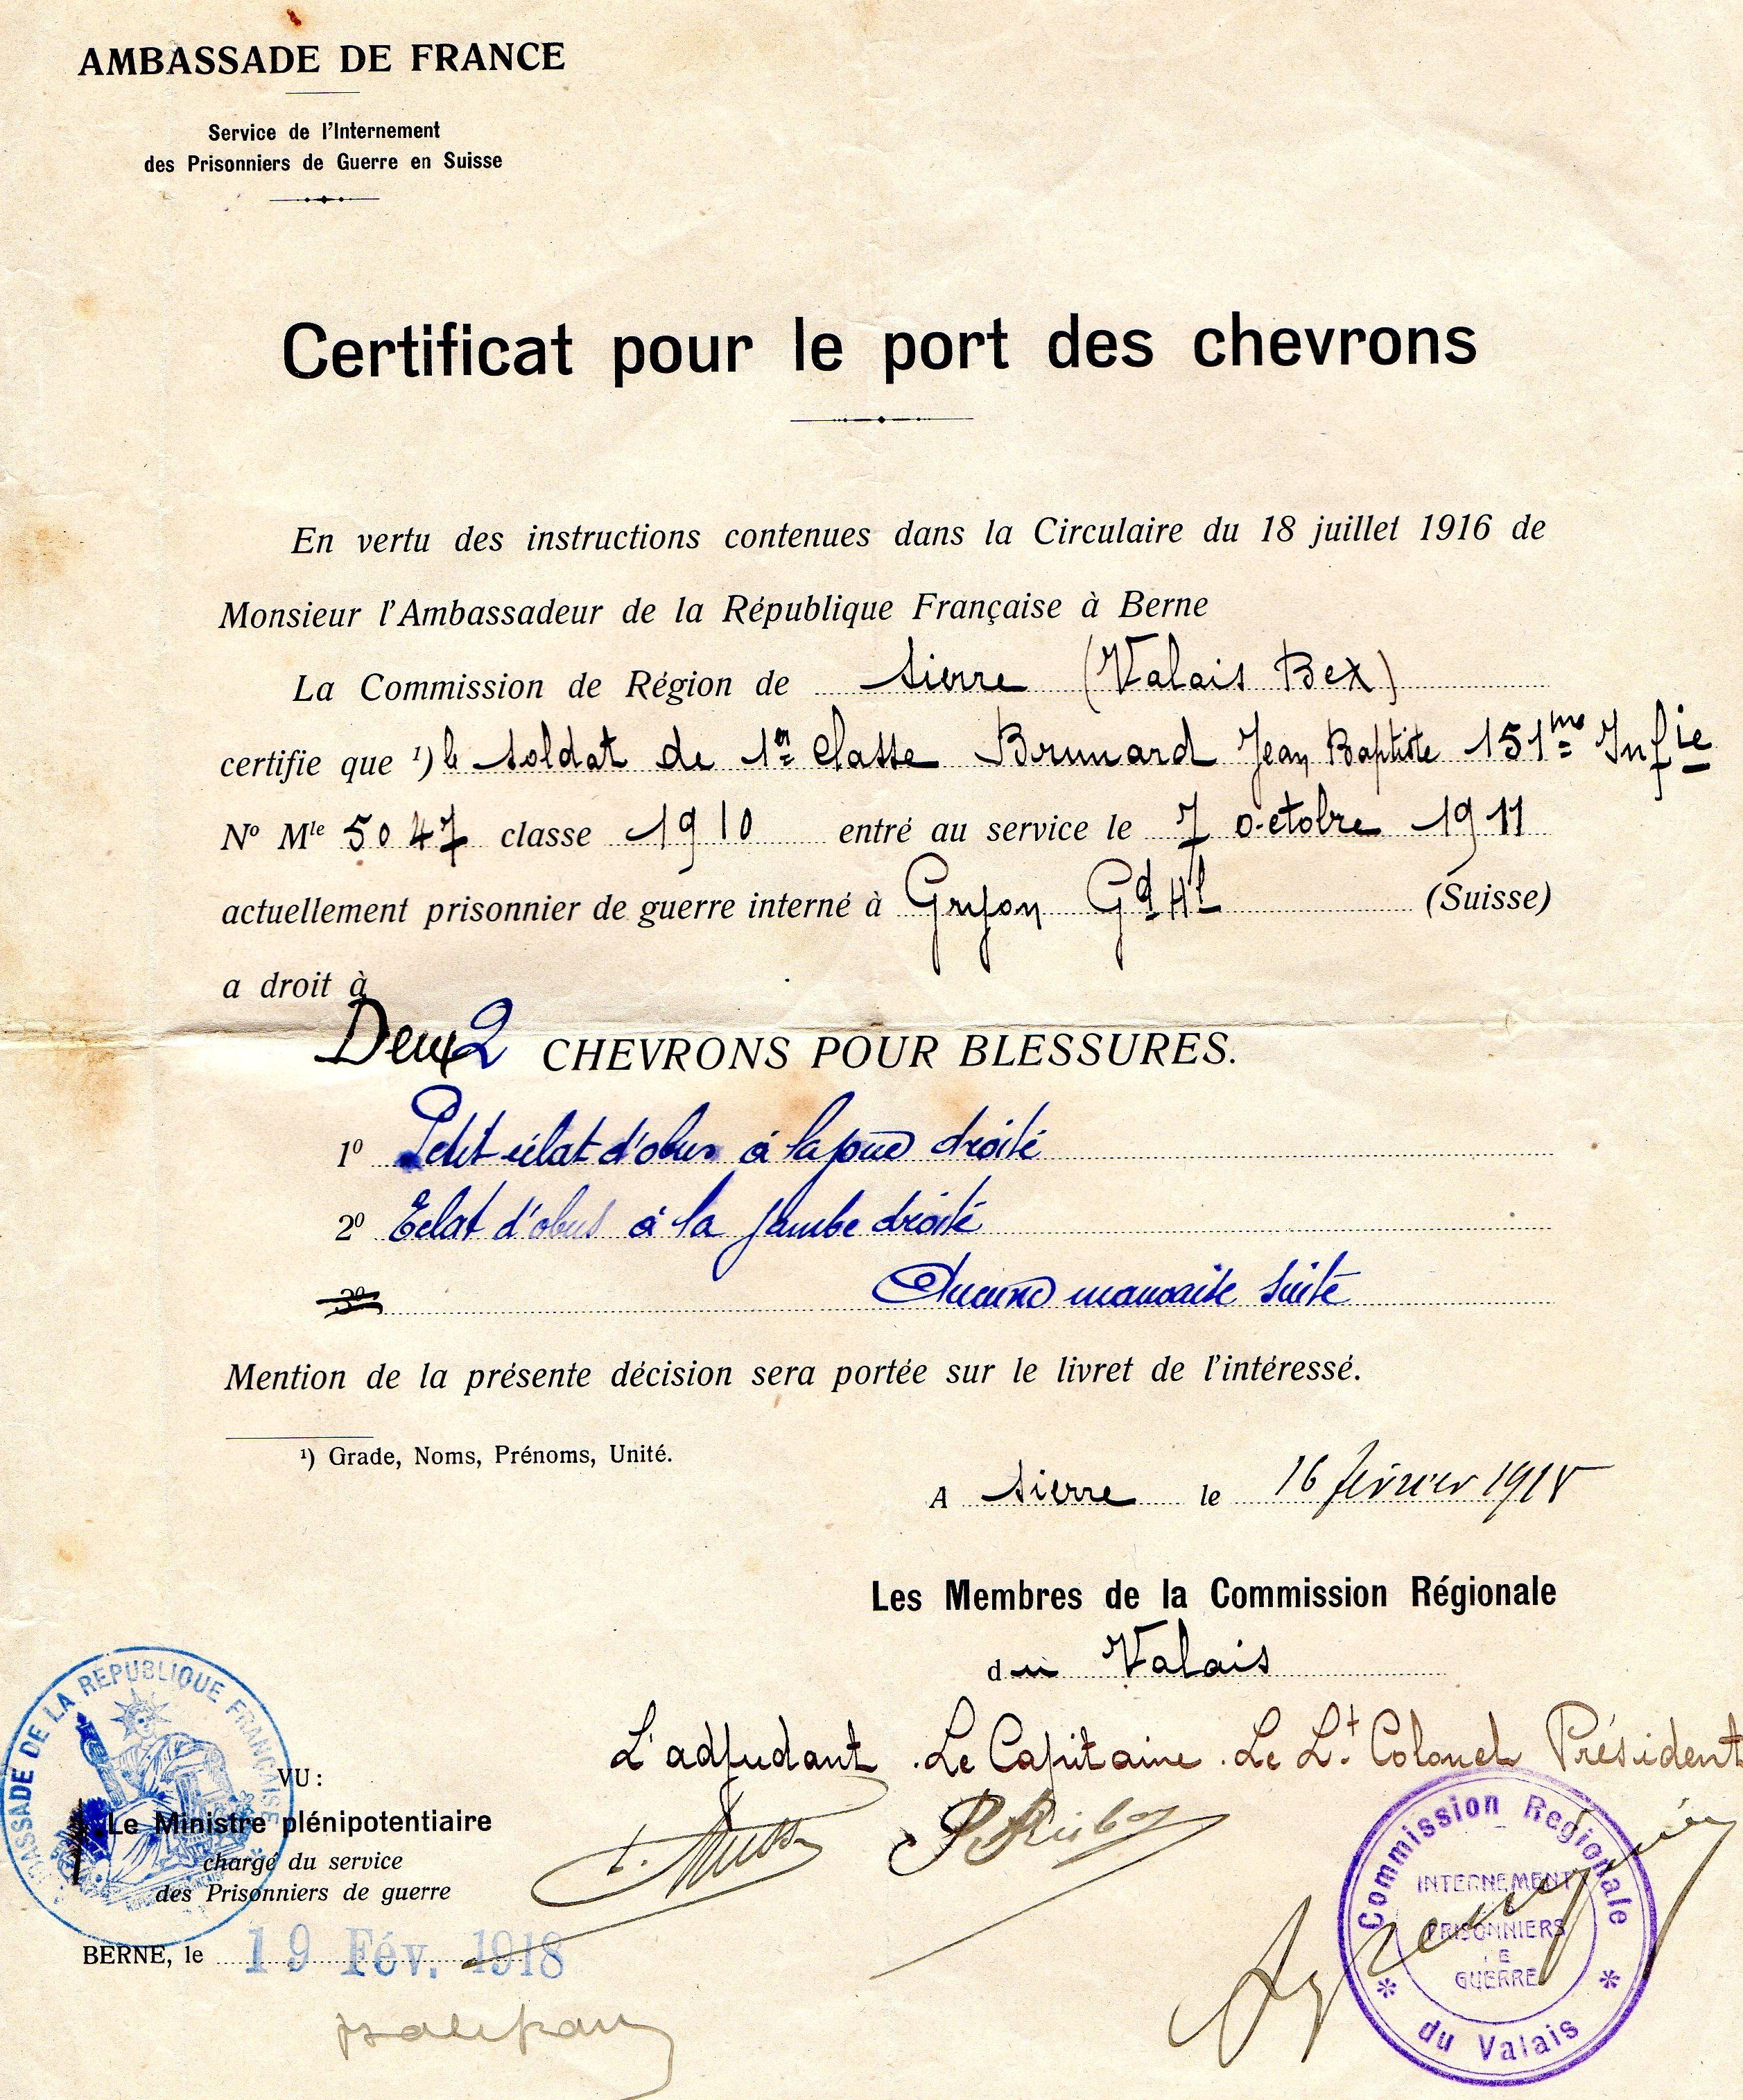 AMBASSADE DE FRANCE
Service de l'Internement
des Prisonniers de Guerre en Suisse
Certificat pour le port des chevrons
En vertu des instructions contenues dans la Circulaire du 18 juillet 1916 de
Monsieur l'Ambassadeur de la République Française à Berne
La Commission de Région de Sierre (Valais Bex)
certifie que ¹) le soldat de 1re classe Brunard Jean Baptiste 151me Infie
No Mle 5047 classe 1910 entré au service le 7 octobre 1911
actuellement prisonnier de guerre interné à Gryon Gd Hl (Suisse)
a droit à
Deux 2 CHEVRONS POUR BLESSURES.
1o Petit éclat d'obus à la joue droite
2o Eclat d'obus à la jambe droite
3o Aucune mauvaise suite
Mention de la présente décision sera portée sur le livret de l'intéressé.
¹) Grade, Noms, Prénoms, Unité.
A Sierre le 16 février 1918
Les Membres de la Commission Régionale
du Valais
L'adjudant. Le Capitaine. Le Lt. Colonel Président
AMBASSADE DE LA REPUBLIQUE FRANÇAISE
VU:
Le Ministre plénipotentiaire
chargé du service
des Prisonniers de guerre
BERNE, le 19 Fév. 1918
Commission Regionale
INTERNEMENT
PRISONNIERS
DE
GUERRE
du Valais